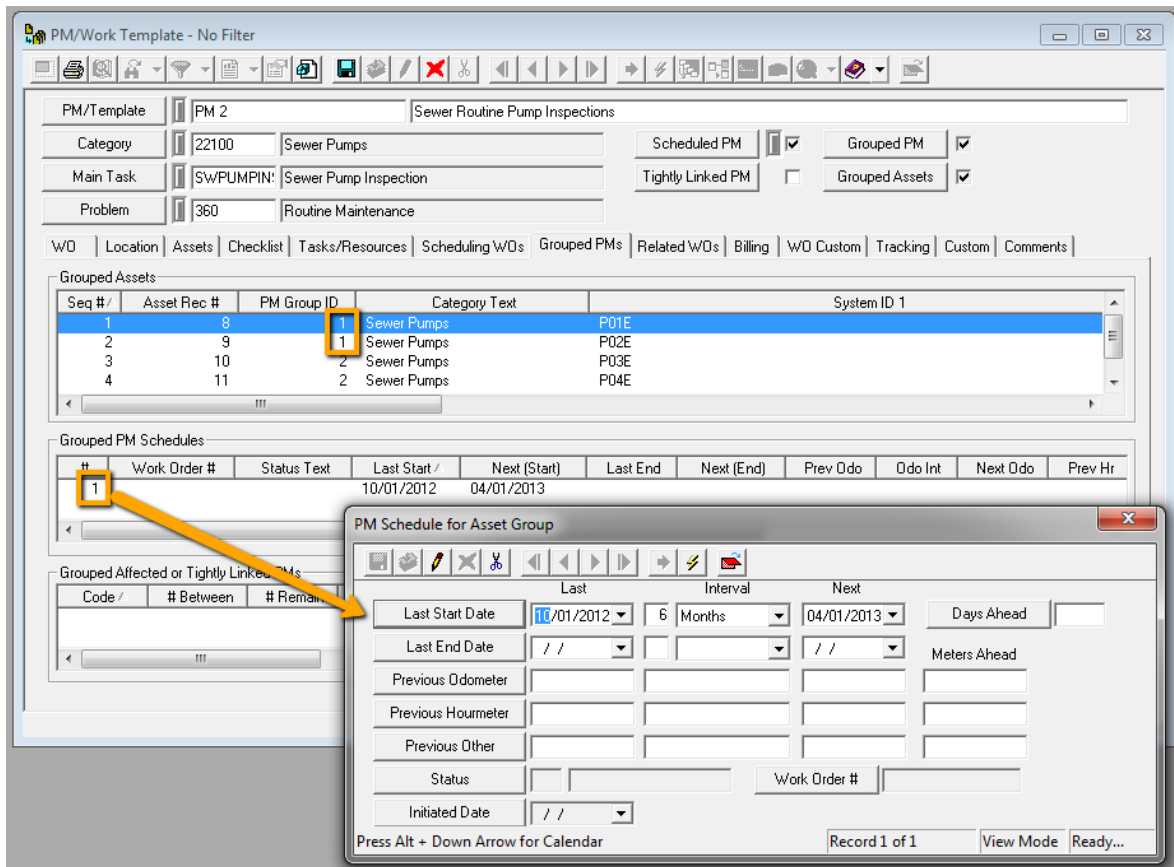 PM/Work Template - No Filter
PM/Template PM 2 Sewer Routine Pump Inspections
Category 22100 Sewer Pumps Scheduled PM Grouped PM
Main Task SWPUMPIN Sewer Pump Inspection Tightly Linked PM Grouped Assets
Problem 360 Routine Maintenance
WO Location Assets Checklist Tasks/Resources Scheduling WOs Grouped PMs Related WOs Billing WO Custom Tracking Custom Comments
Grouped Assets
Seq # Asset Rec # PM Group ID Category Text System ID 1
1 8 1 Sewer Pumps P01E
2 9 1 Sewer Pumps P02E
3 10 2 Sewer Pumps P03E
4 11 2 Sewer Pumps P04E
Grouped PM Schedules
# Work Order # Status Text Last Start Next (Start) Last End Next (End) Prev Odo Odo Int Next Odo Prev Hr
1 10/01/2012 04/01/2013
Grouped Affected or Tightly Linked PMs
Code # Between # Remain
PM Schedule for Asset Group
Last Interval Next
Last Start Date 10/01/2012 6 Months 04/01/2013 Days Ahead
Last End Date / / / / Meters Ahead
Previous Odometer
Previous Hourmeter
Previous Other
Status Work Order #
Initiated Date / /
Press Alt + Down Arrow for Calendar Record 1 of 1 View Mode Ready...